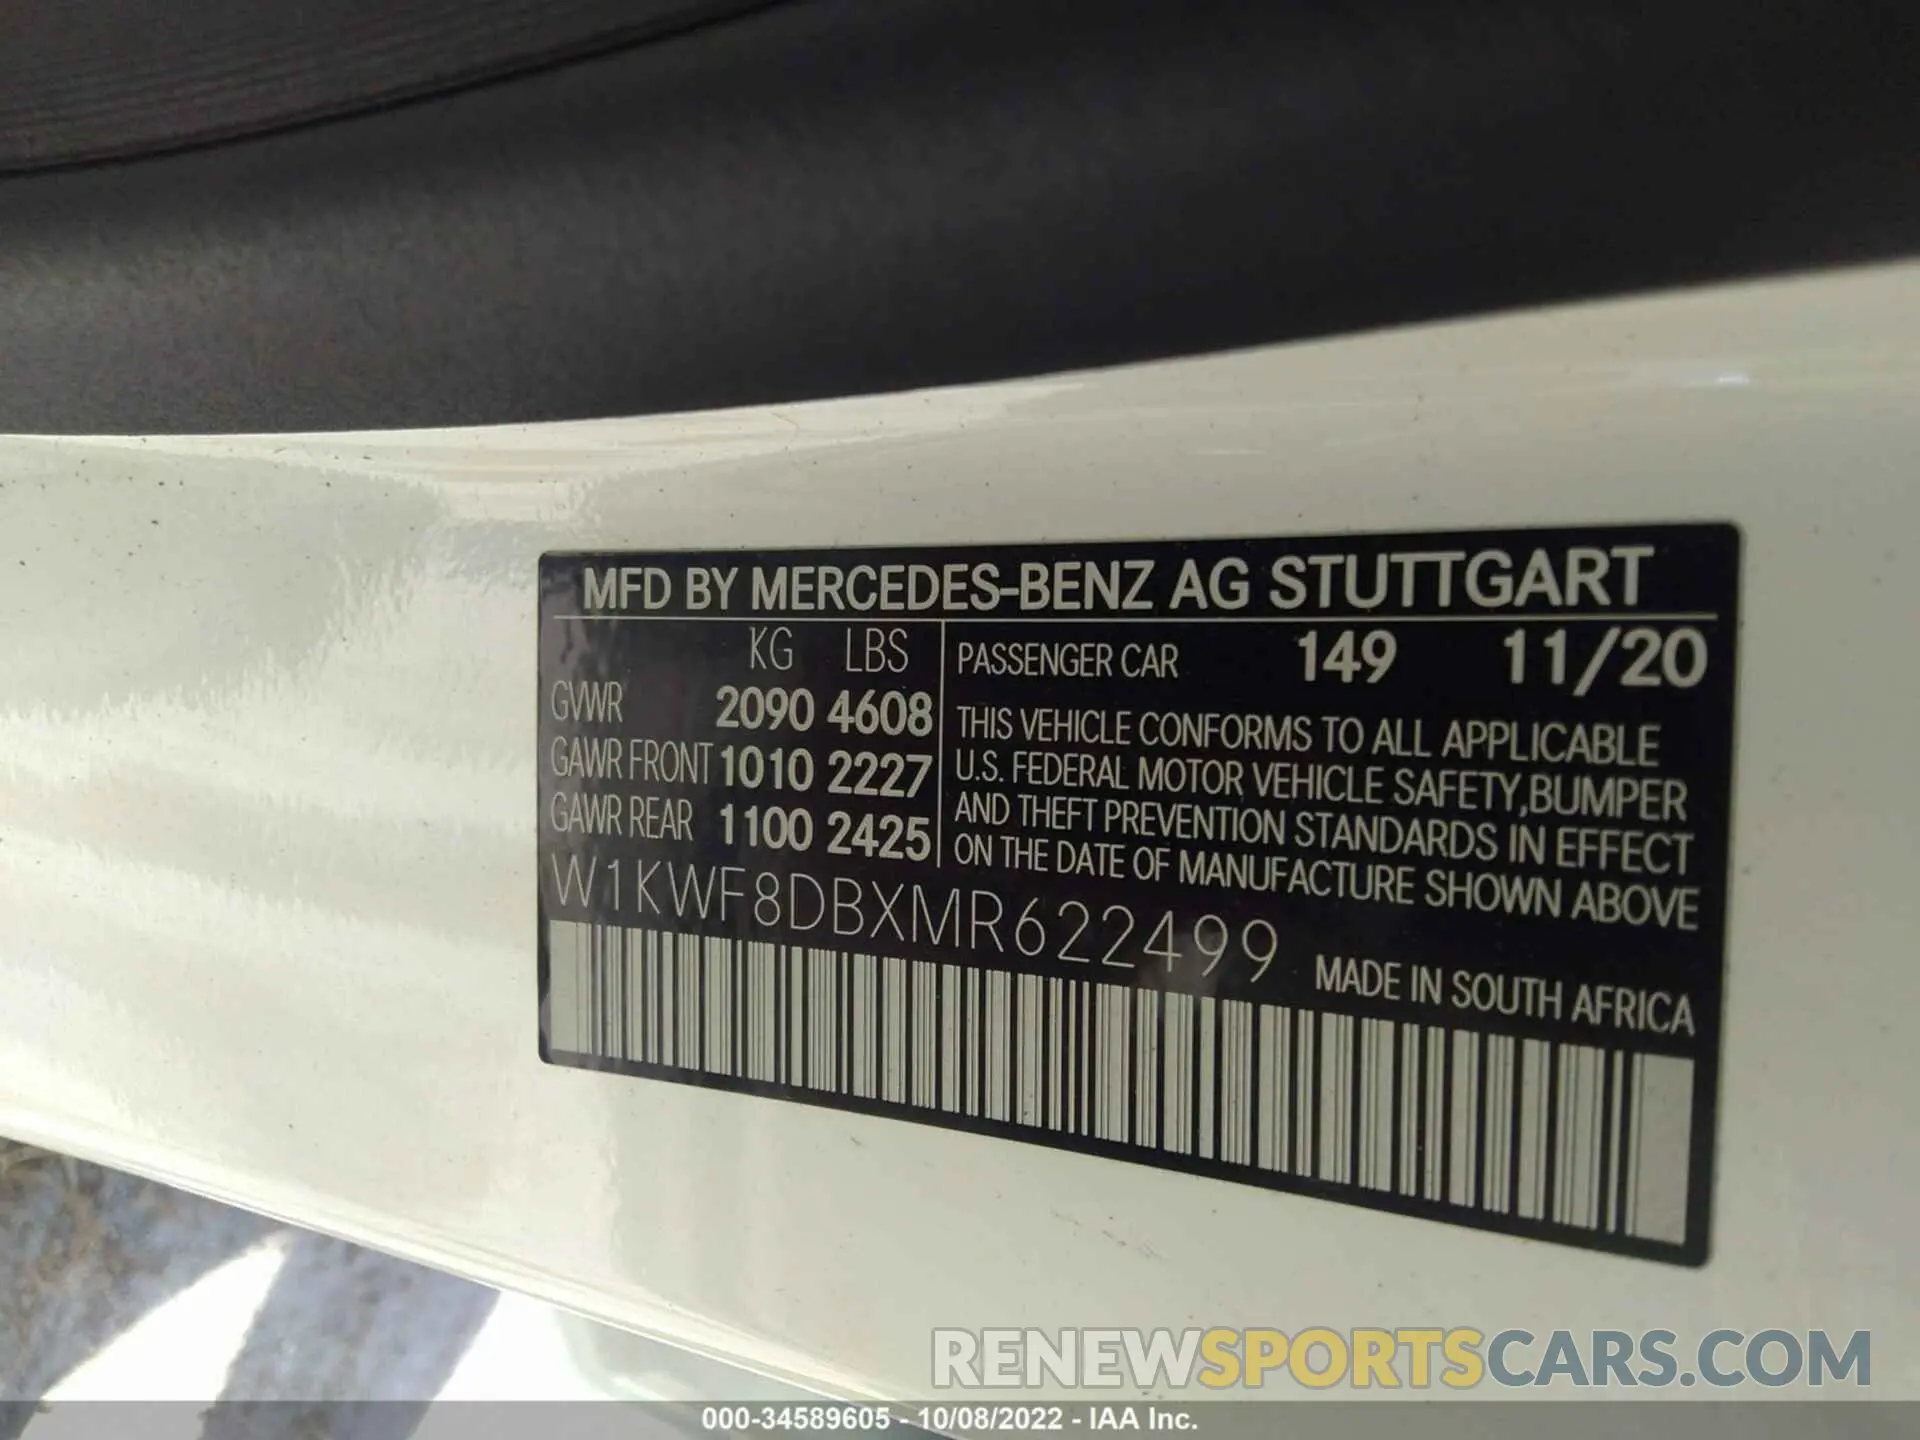 MFD BY MERCEDES-BENZ AG STUTTGART
KG LBS
GVWR 2090 4608
GAWR FRONT 1010 2227
GAWR REAR 1100 2425
PASSENGER CAR 149 11/20
THIS VEHICLE CONFORMS TO ALL APPLICABLE
U.S. FEDERAL MOTOR VEHICLE SAFETY,BUMPER
AND THEFT PREVENTION STANDARDS IN EFFECT
ON THE DATE OF MANUFACTURE SHOWN ABOVE
W1KWF8DBXMR622499
MADE IN SOUTH AFRICA
RENEWSPORTSCARS.COM
000-34589605 - 10/08/2022 - IAA Inc.